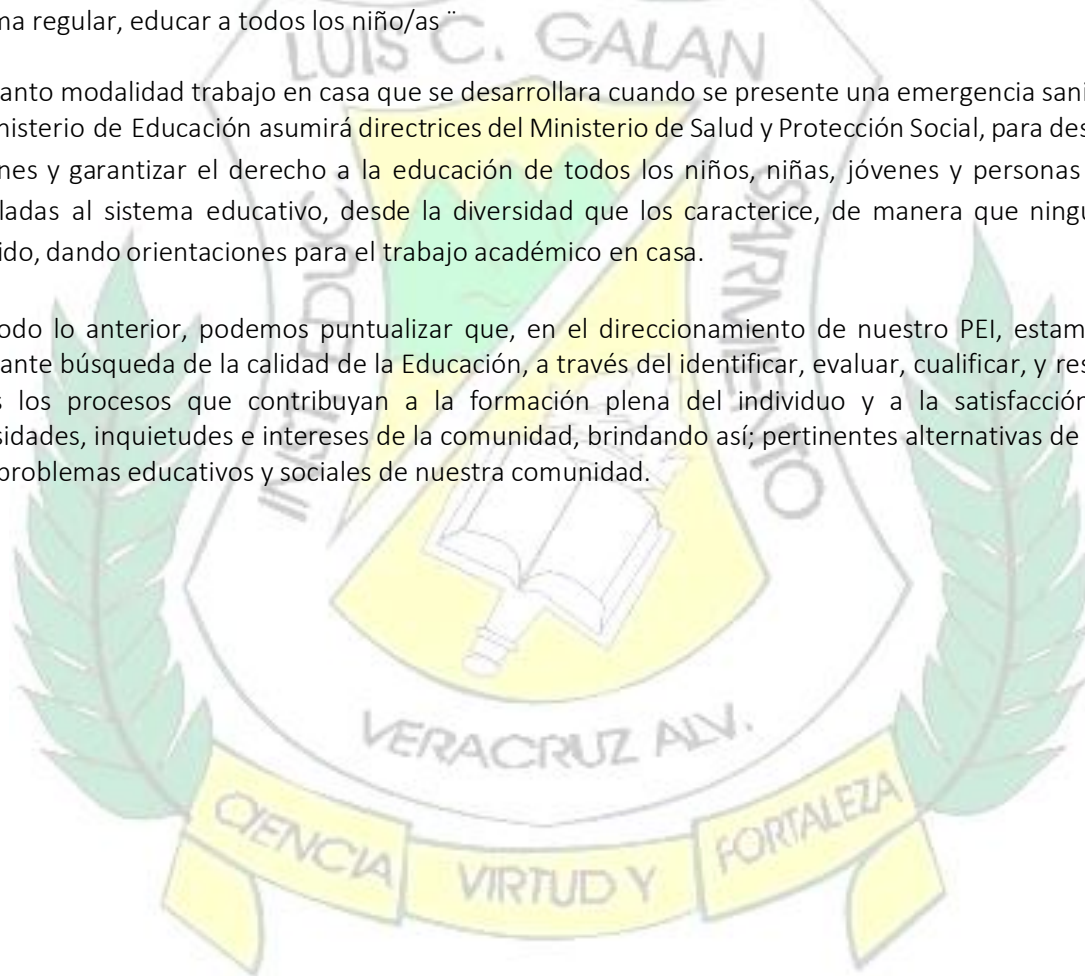 ma regular, educar a todos los niño/as ¨
anto modalidad trabajo en casa que se desarrollara cuando se presente una emergencia sani
nisterio de Educación asumirá directrices del Ministerio de Salud y Protección Social, para des
nes y garantizar el derecho a la educación de todos los niños, niñas, jóvenes y personas
ladas al sistema educativo, desde la diversidad que los caracterice, de manera que ningu
ido, dando orientaciones para el trabajo académico en casa.
odo lo anterior, podemos puntualizar que, en el direccionamiento de nuestro PEI, estam
ante búsqueda de la calidad de la Educación, a través del identificar, evaluar, cualificar, y res
s los procesos que contribuyan a la formación plena del individuo y a la satisfacción
sidades, inquietudes e intereses de la comunidad, brindando así; pertinentes alternativas de
problemas educativos y sociales de nuestra comunidad.
INST EDUC
LUIS C. GALAN
SARMIENTO
VERACRUZ ALV.
CIENCIA
VIRTUD Y
FORTALEZA